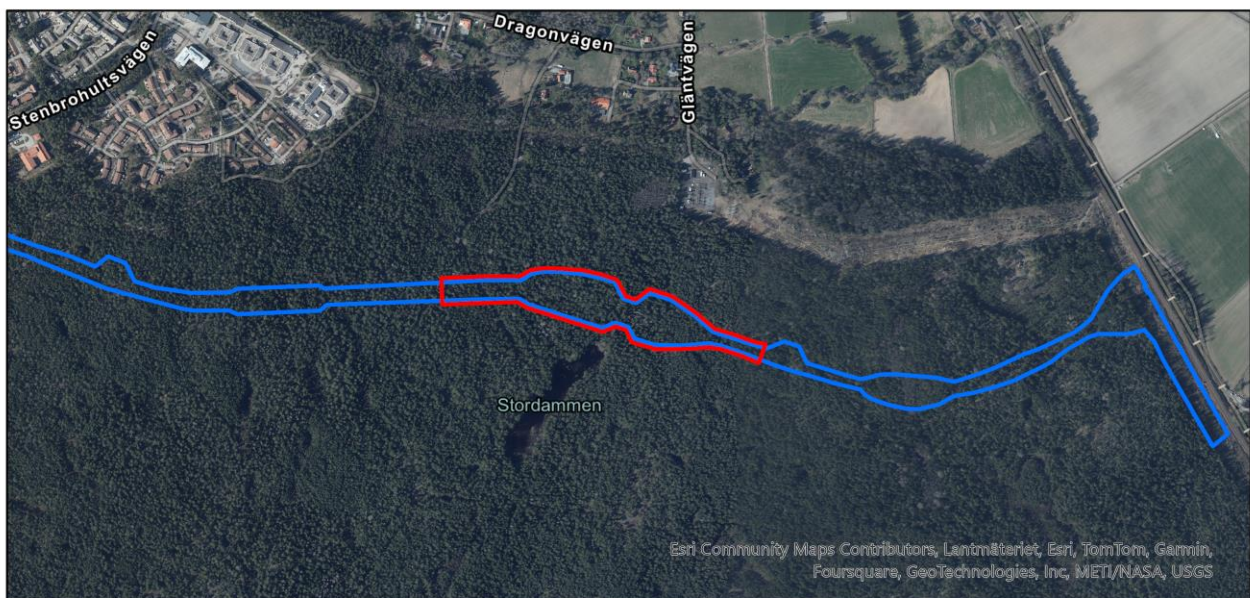 Dragonvägen
Stenbrohultsvägen
Gläntvägen
Stordammen
Esri Community Maps Contributors, Lantmäteriet, Esri, TomTom, Garmin,
Foursquare, GeoTechnologies, Inc, METI/NASA, USGS